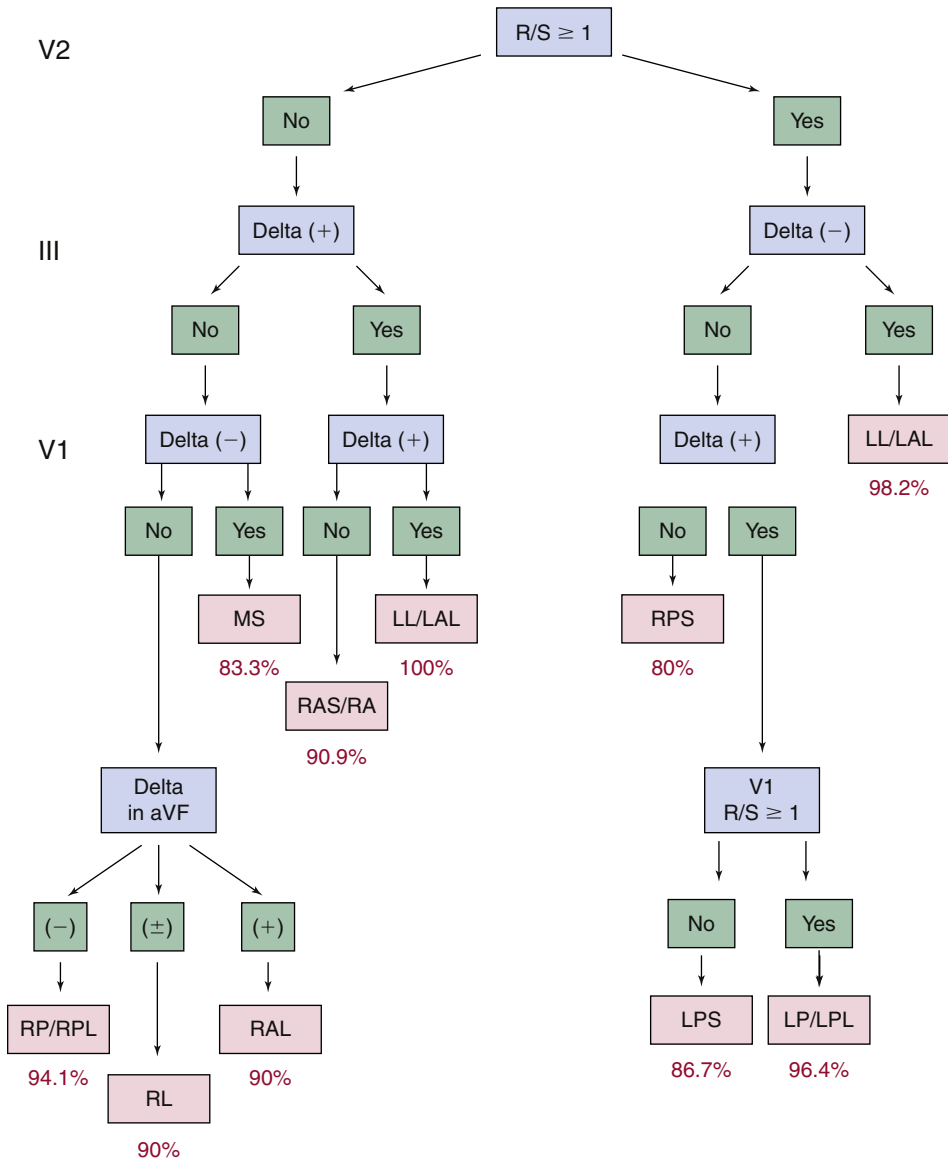 V2
R/S ≥ 1
No
Yes
III
Delta (+)
Delta (−)
No
Yes
No
Yes
V1
Delta (−)
Delta (+)
Delta (+)
LL/LAL
98.2%
No
Yes
No
Yes
No
Yes
MS
83.3%
LL/LAL
100%
RPS
80%
RAS/RA
90.9%
Delta
in aVF
V1
R/S ≥ 1
(−)
(±)
(+)
No
Yes
RP/RPL
94.1%
RAL
90%
LPS
86.7%
LP/LPL
96.4%
RL
90%